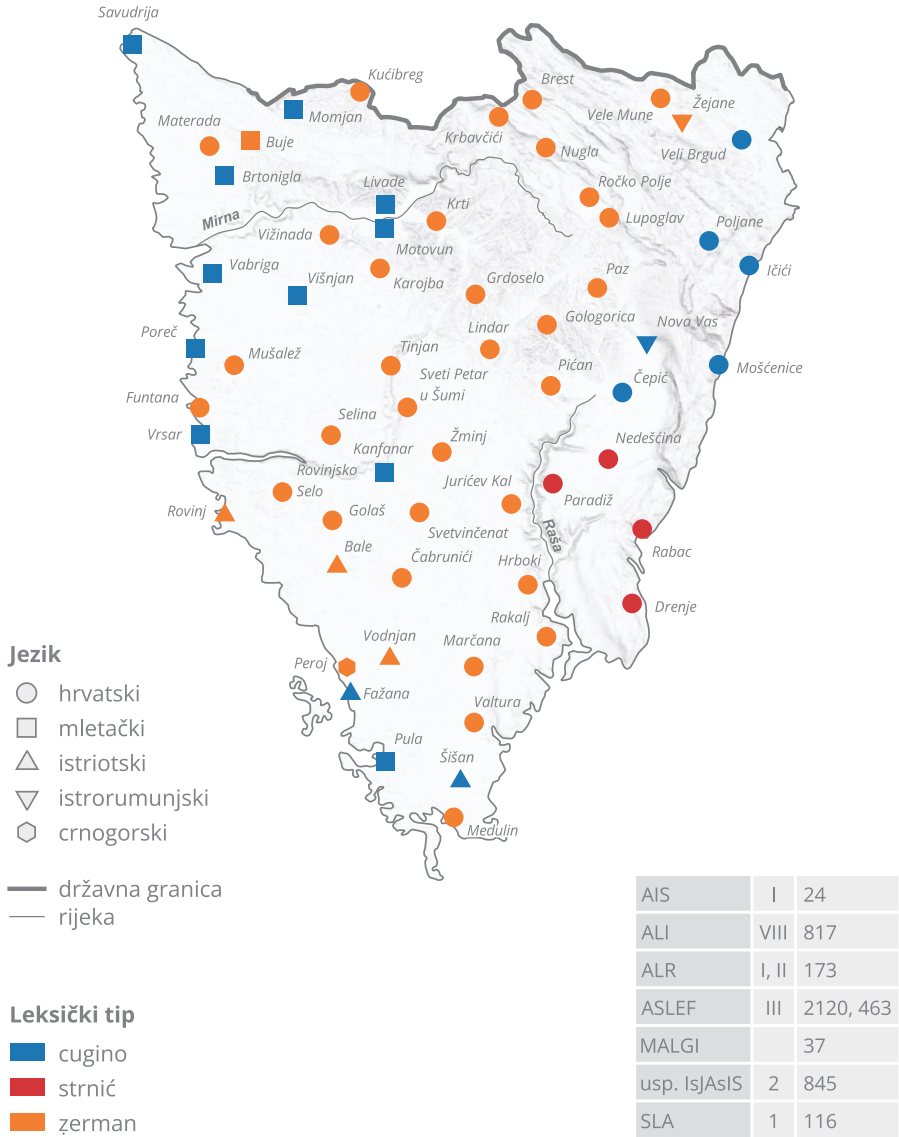 Savudrija
Kućibreg
Brest
Momjan
Materada
Buje
Vele Mune
Žejane
Krbavčići
Nugla
Veli Brgud
Brtonigla
Livade
Ročko Polje
Krti
Lupoglav
Mirna
Poljane
Vižinada
Motovun
Vabriga
Višnjan
Karojba
Grdoselo
Paz
Ičići
Gologorica
Nova Vas
Poreč
Lindar
Mušalež
Tinjan
Sveti Petar
u Šumi
Pićan
Čepić
Mošćenice
Funtana
Selina
Vrsar
Kanfanar
Žminj
Nedešćina
Rovinjsko
Selo
Jurićev Kal
Paradiž
Rovinj
Golaš
Svetvinčenat
Raša
Rabac
Bale
Čabrunići
Hrboki
Drenje
Rakalj
Vodnjan
Marčana
Peroj
Fažana
Valtura
Pula
Šišan
Medulin
Jezik
hrvatski
mletački
istriotski
istrorumunjski
crnogorski
državna granica
rijeka
Leksički tip
cugino
strnić
ẓerman
AIS I 24
ALI VIII 817
ALR I, II 173
ASLEF III 2120, 463
MALGI 37
usp. IsJAsIS 2 845
SLA 1 116